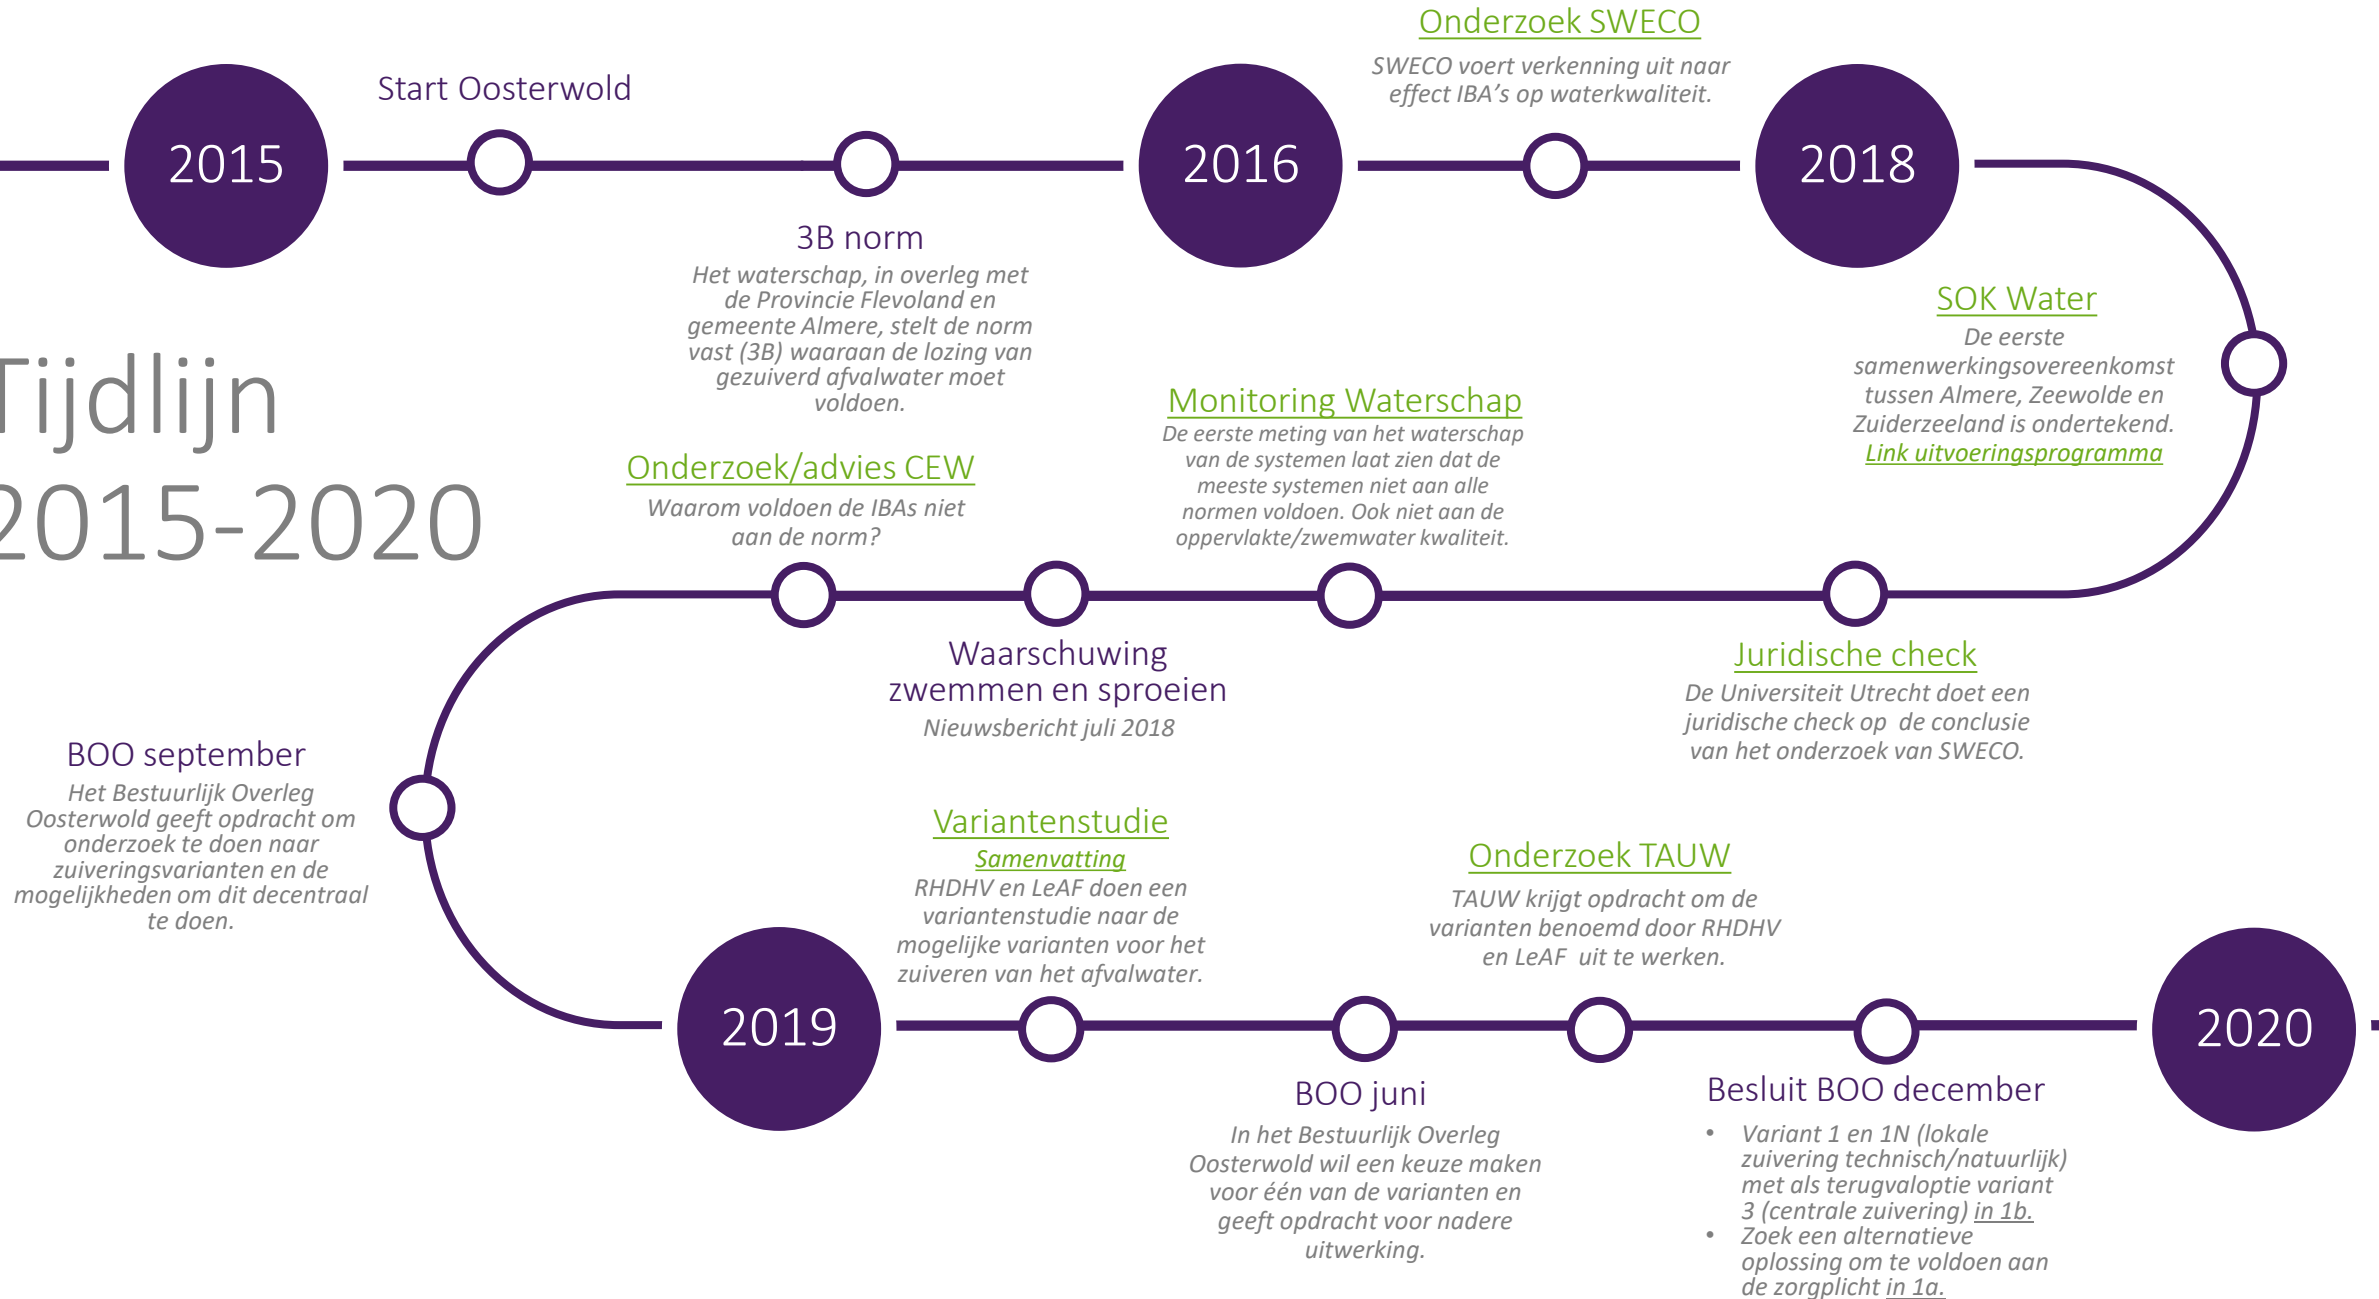 2015
Start Oosterwold
3B norm
Het waterschap, in overleg met
de Provincie Flevoland en
gemeente Almere, stelt de norm
vast (3B) waaraan de lozing van
gezuiverd afvalwater moet
voldoen.
2016
Onderzoek SWECO
SWECO voert verkenning uit naar
effect IBA's op waterkwaliteit.
2018
SOK Water
De eerste
samenwerkingsovereenkomst
tussen Almere, Zeewolde en
Zuiderzeeland is ondertekend.
Link uitvoeringsprogramma
Tijdlijn
2015-2020
Juridische check
De Universiteit Utrecht doet een
juridische check op de conclusie
van het onderzoek van SWECO.
Monitoring Waterschap
De eerste meting van het waterschap
van de systemen laat zien dat de
meeste systemen niet aan alle
normen voldoen. Ook niet aan de
oppervlakte/zwemwater kwaliteit.
Waarschuwing
zwemmen en sproeien
Nieuwsbericht juli 2018
Onderzoek/advies CEW
Waarom voldoen de IBAs niet
aan de norm?
BOO september
Het Bestuurlijk Overleg
Oosterwold geeft opdracht om
onderzoek te doen naar
zuiveringsvarianten en de
mogelijkheden om dit decentraal
te doen.
2019
Variantenstudie
Samenvatting
RHDHV en LeAF doen een
variantenstudie naar de
mogelijke varianten voor het
zuiveren van het afvalwater.
BOO juni
In het Bestuurlijk Overleg
Oosterwold wil een keuze maken
voor één van de varianten en
geeft opdracht voor nadere
uitwerking.
Onderzoek TAUW
TAUW krijgt opdracht om de
varianten benoemd door RHDHV
en LeAF uit te werken.
Besluit BOO december
• Variant 1 en 1N (lokale
zuivering technisch/natuurlijk)
met als terugvaloptie variant
3 (centrale zuivering) in 1b.
• Zoek een alternatieve
oplossing om te voldoen aan
de zorgplicht in 1a.
2020